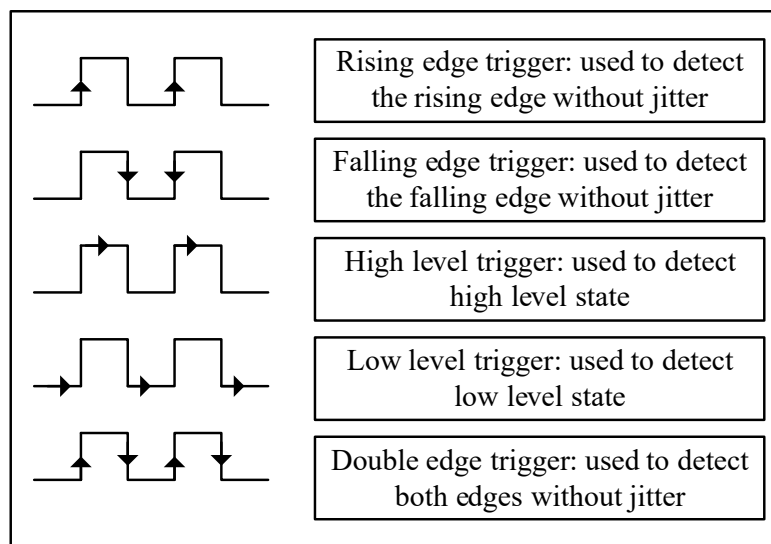 Rising edge trigger: used to detect
the rising edge without jitter
Falling edge trigger: used to detect
the falling edge without jitter
High level trigger: used to detect
high level state
Low level trigger: used to detect
low level state
Double edge trigger: used to detect
both edges without jitter